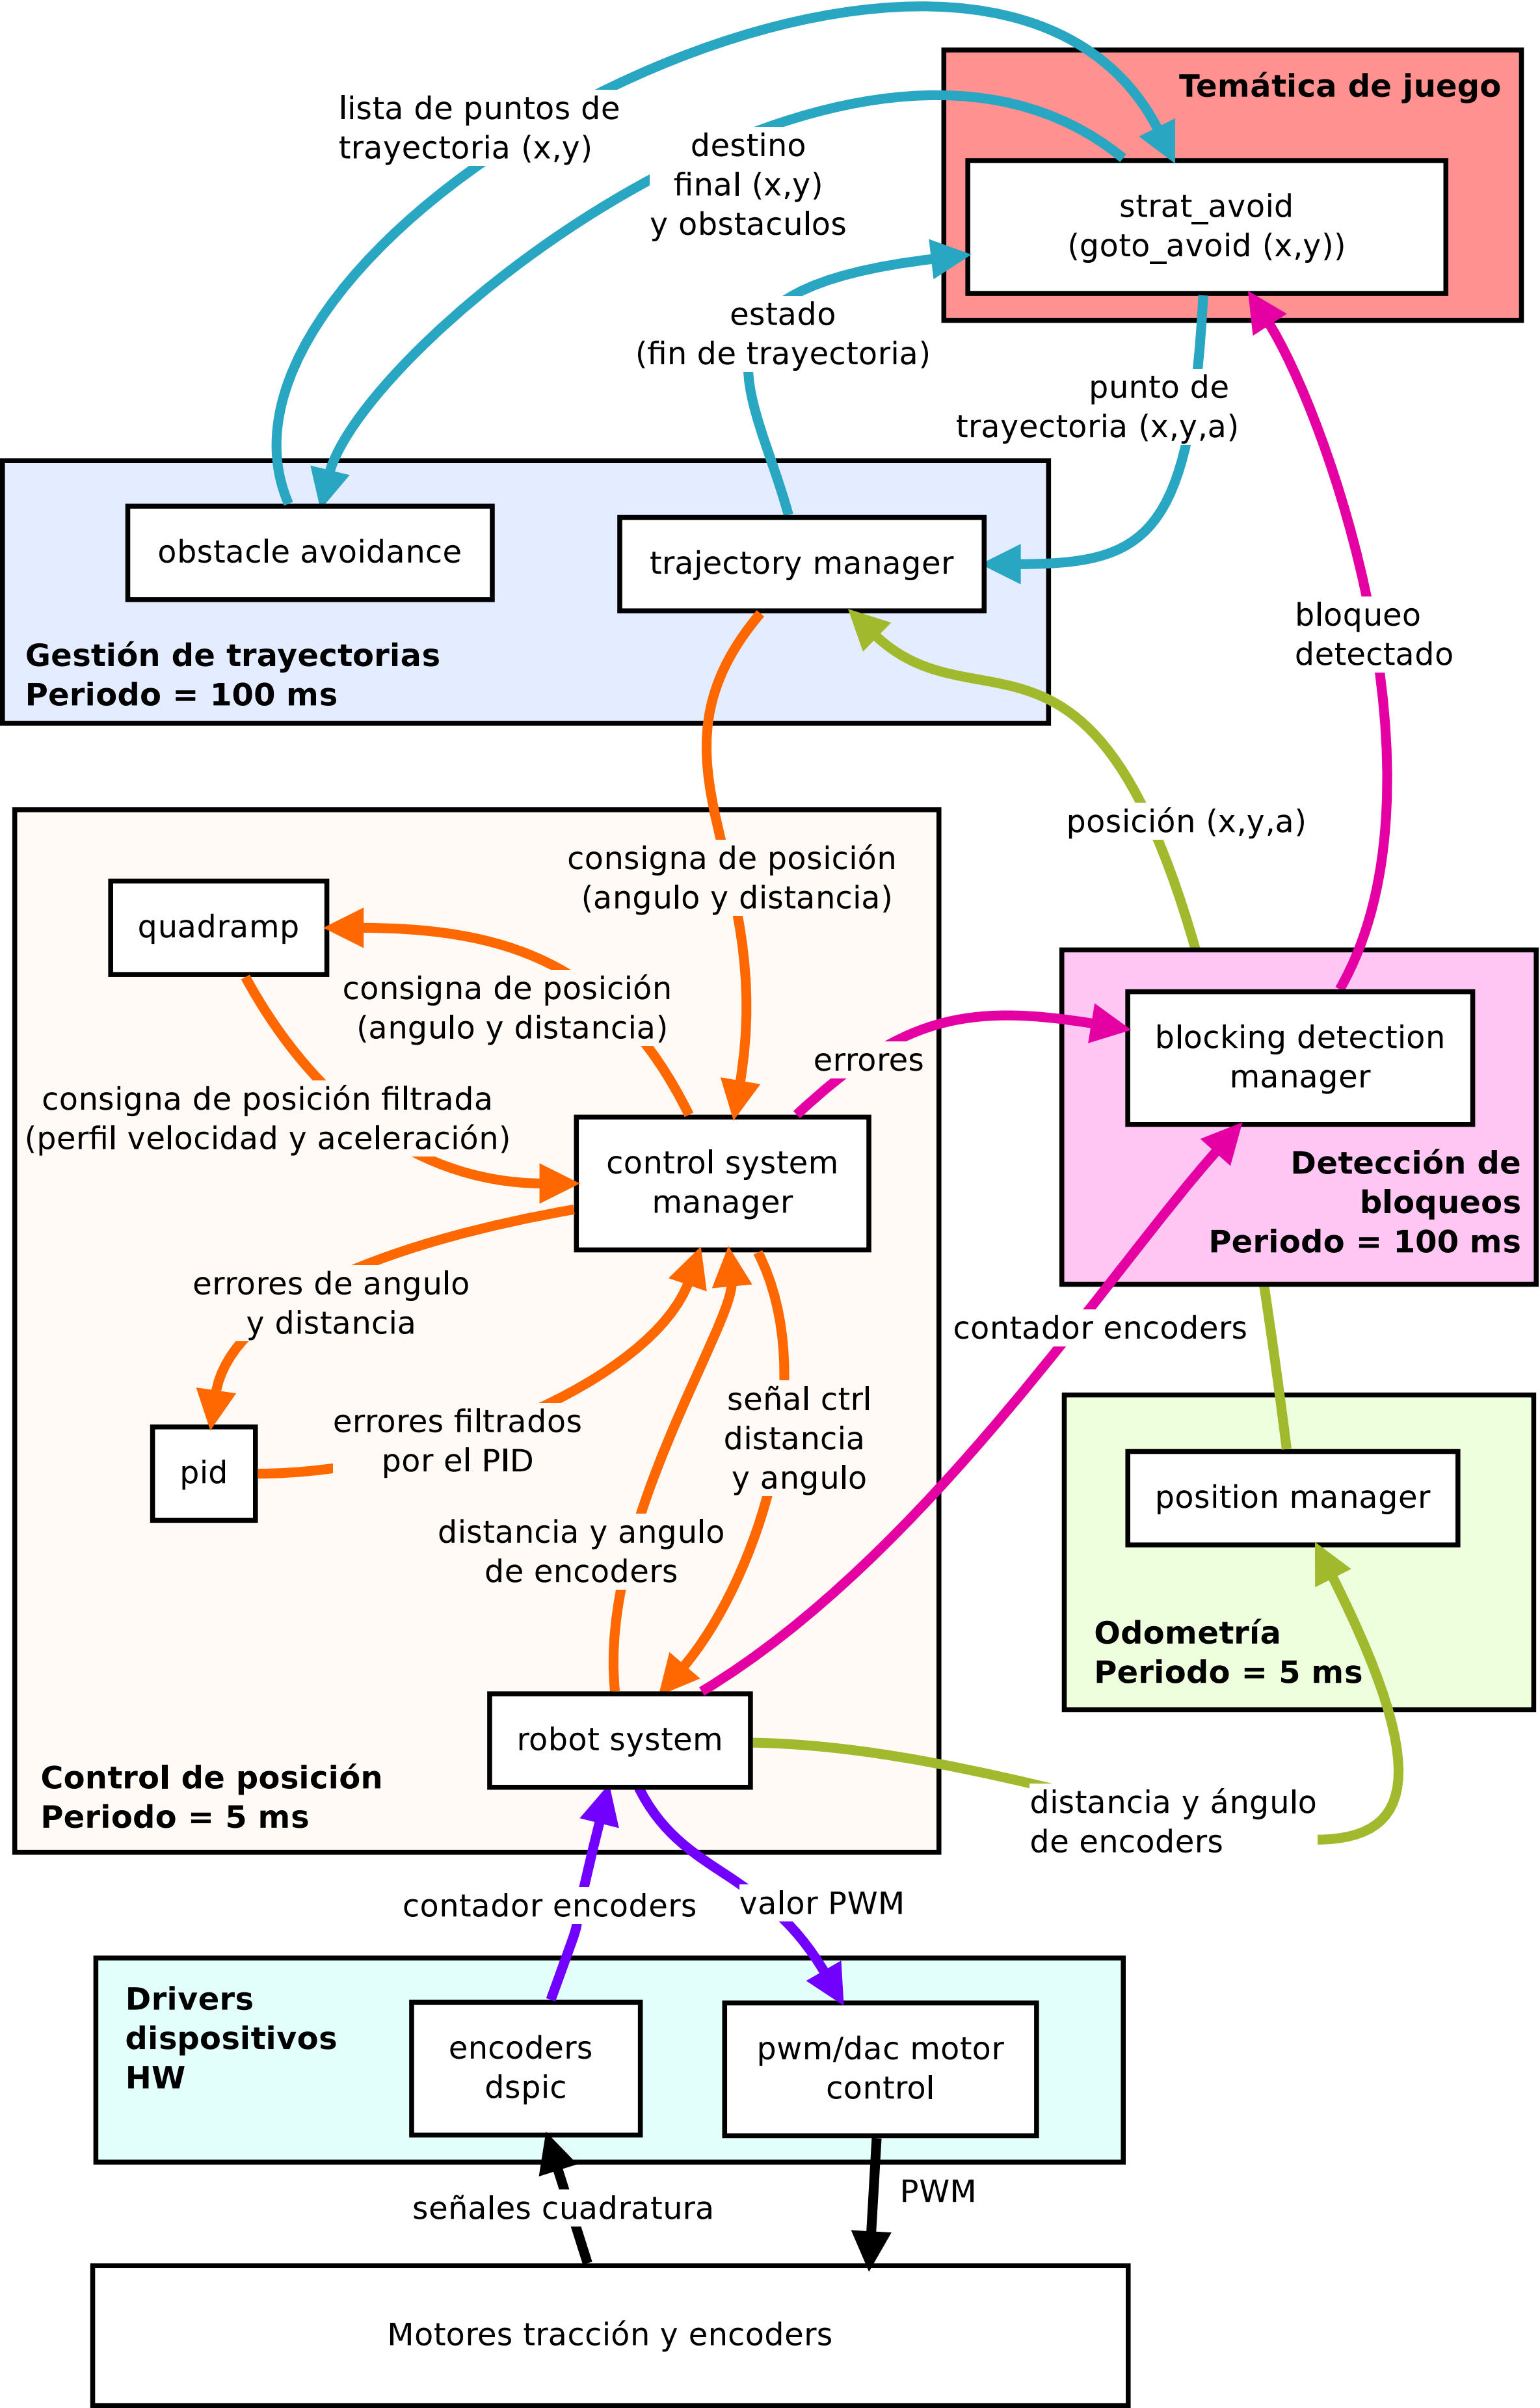 Temática de juego
lista de puntos de
trayectoria (x,y)
destino
final (x,y)
y obstaculos
strat_avoid
(goto_avoid (x,y))
estado
(fin de trayectoria)
punto de
trayectoria (x,y,a)
obstacle avoidance
trajectory manager
Gestión de trayectorias
Periodo = 100 ms
bloqueo
detectado
posición (x,y,a)
consigna de posición
(angulo y distancia)
quadramp
consigna de posición
(angulo y distancia)
errores
blocking detection
manager
consigna de posición filtrada
(perfil velocidad y aceleración)
control system
manager
Detección de
bloqueos
Periodo = 100 ms
errores de angulo
y distancia
contador encoders
errores filtrados
por el PID
señal ctrl
distancia
y angulo
pid
position manager
distancia y angulo
de encoders
Odometría
Periodo = 5 ms
robot system
Control de posición
Periodo = 5 ms
distancia y ángulo
de encoders
contador encoders
valor PWM
Drivers
dispositivos
HW
encoders
dspic
pwm/dac motor
control
señales cuadratura
PWM
Motores tracción y encoders